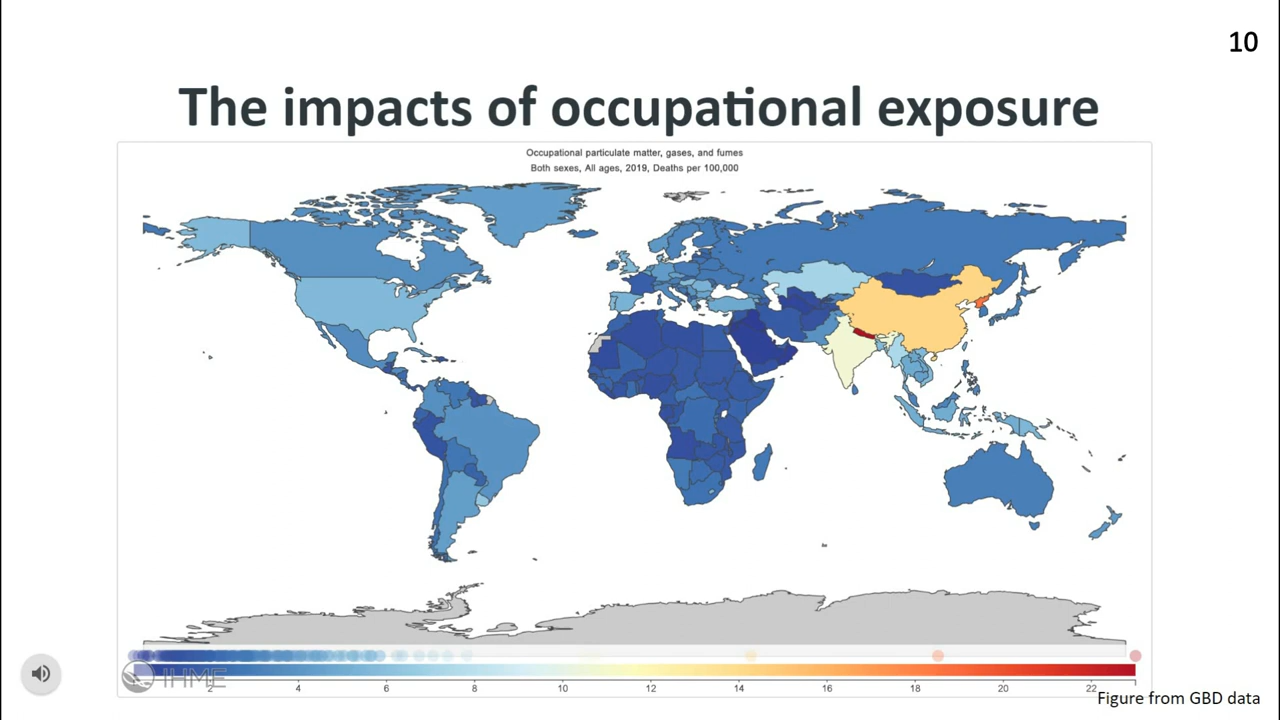 10
The impacts of occupational exposure
Occupational particulate matter, gases, and fumes
Both sexes, All ages, 2019, Deaths per 100,000
IHME
2 4 6 8 10 12 14 16 18 20 22
Figure from GBD data